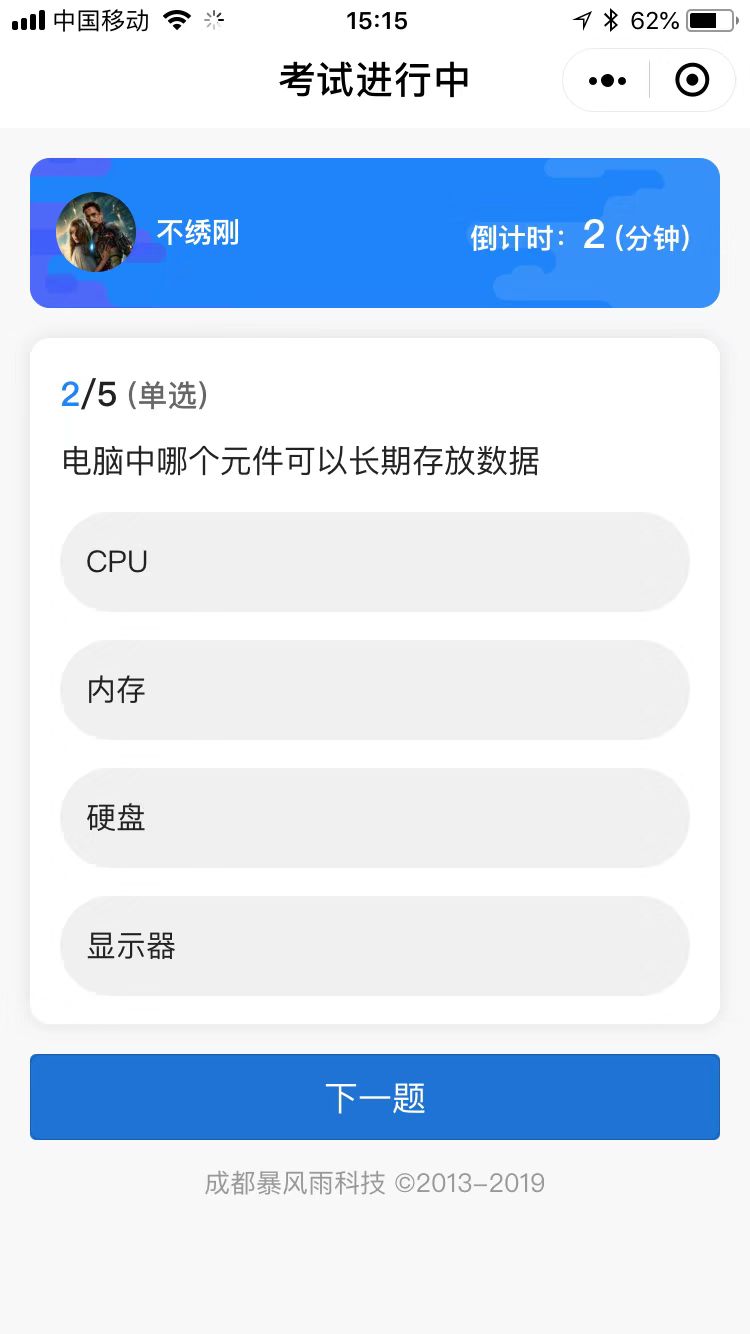 中国移动 15:15 62%
考试进行中
不绣刚
倒计时：2 (分钟)
2/5 (单选)
电脑中哪个元件可以长期存放数据
CPU
内存
硬盘
显示器
下一题
成都暴风雨科技 ©2013–2019